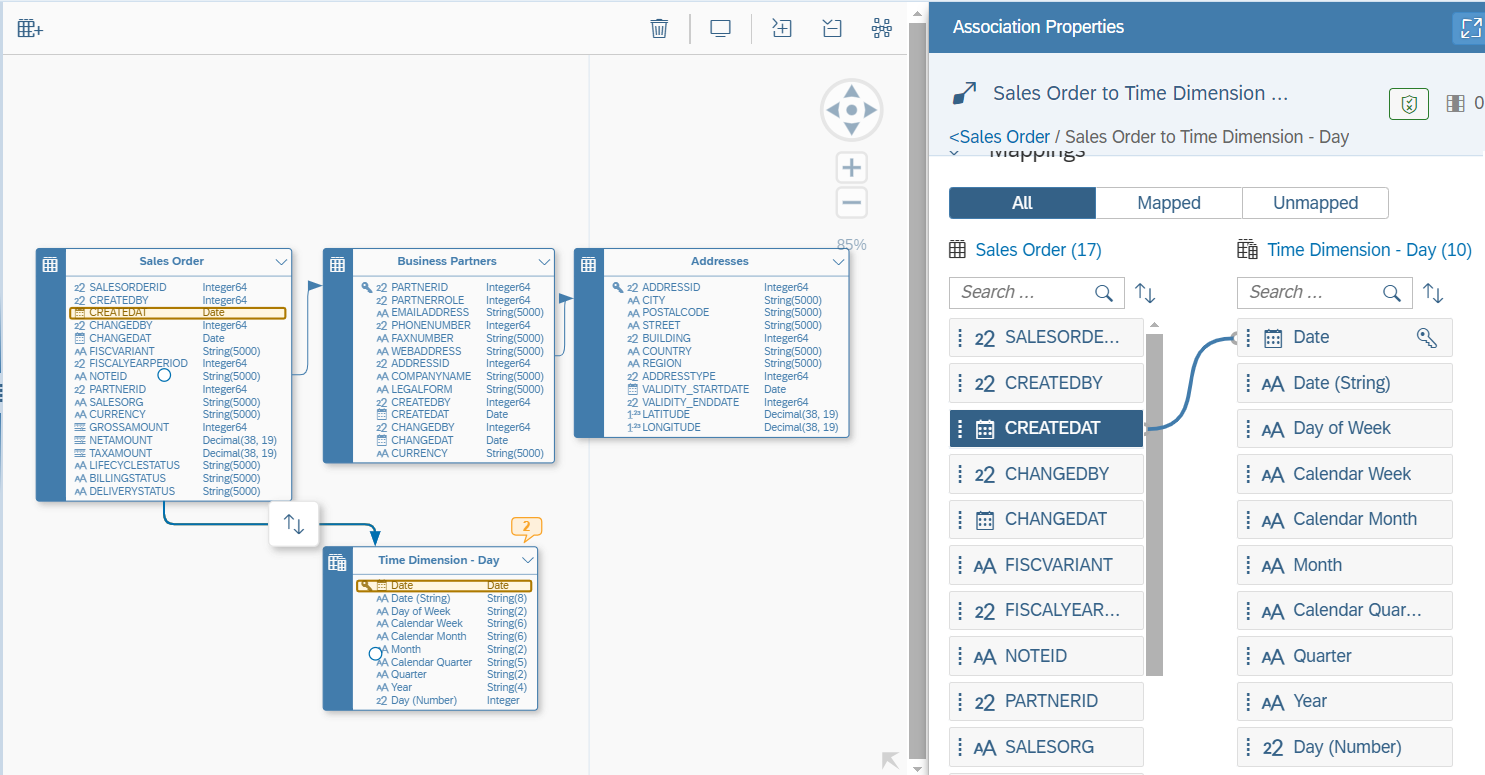 Association Properties
Sales Order to Time Dimension ...
0
<Sales Order / Sales Order to Time Dimension - Day
Mappings
All Mapped Unmapped
Sales Order (17) Time Dimension - Day (10)
Search ... Search ...
SALESORDE... Date
CREATEDBY Date (String)
CREATEDAT Day of Week
CHANGEDBY Calendar Week
CHANGEDAT Calendar Month
FISCVARIANT Month
FISCALYEAR... Calendar Quar...
NOTEID Quarter
PARTNERID Year
SALESORG Day (Number)
85%
Sales Order
SALESORDERID Integer64
CREATEDBY Integer64
CREATEDAT Date
CHANGEDBY Integer64
CHANGEDAT Date
FISCVARIANT String(5000)
FISCALYEARPERIOD Integer64
NOTEID String(5000)
PARTNERID Integer64
SALESORG String(5000)
CURRENCY String(5000)
GROSSAMOUNT Integer64
NETAMOUNT Decimal(38, 19)
TAXAMOUNT Decimal(38, 19)
LIFECYCLESTATUS String(5000)
BILLINGSTATUS String(5000)
DELIVERYSTATUS String(5000)
Business Partners
PARTNERID Integer64
PARTNERROLE Integer64
EMAILADDRESS String(5000)
PHONENUMBER Integer64
FAXNUMBER String(5000)
WEBADDRESS String(5000)
ADDRESSID Integer64
COMPANYNAME String(5000)
LEGALFORM String(5000)
CREATEDBY Integer64
CREATEDAT Date
CHANGEDBY Integer64
CHANGEDAT Date
CURRENCY String(5000)
Addresses
ADDRESSID Integer64
CITY String(5000)
POSTALCODE String(5000)
STREET String(5000)
BUILDING Integer64
COUNTRY String(5000)
REGION String(5000)
ADDRESSTYPE Integer64
VALIDITY_STARTDATE Date
VALIDITY_ENDDATE Integer64
LATITUDE Decimal(38, 19)
LONGITUDE Decimal(38, 19)
2
Time Dimension - Day
Date Date
Date (String) String(8)
Day of Week String(2)
Calendar Week String(6)
Calendar Month String(6)
Month String(2)
Calendar Quarter String(5)
Quarter String(2)
Year String(4)
Day (Number) Integer